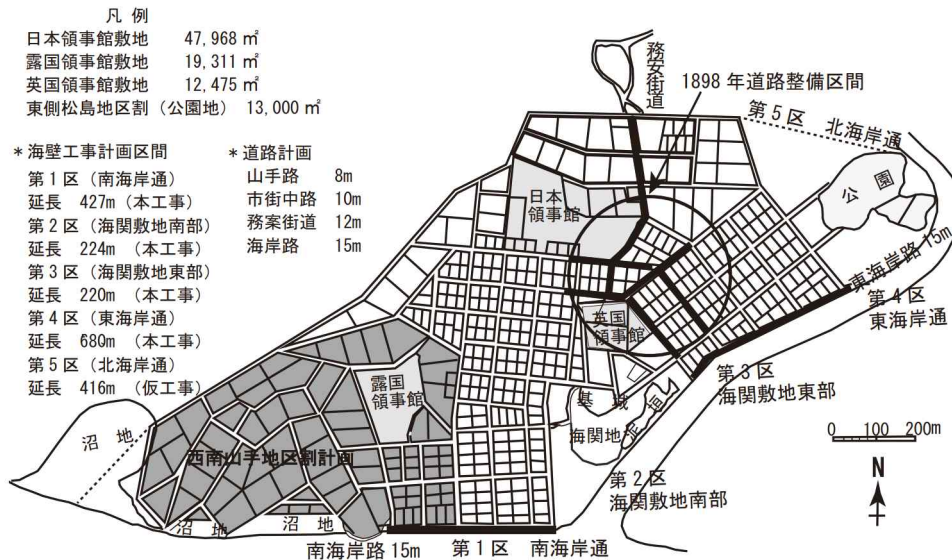 凡 例
日本領事館敷地 47,968 ㎡
露国領事館敷地 19,311 ㎡
英国領事館敷地 12,475 ㎡
東側松島地区割（公園地） 13,000 ㎡
＊海壁工事計画区間
第1区（南海岸通）
延長 427m（本工事）
第2区（海関敷地南部）
延長 224m（本工事）
第3区（海関敷地東部）
延長 220m（本工事）
第4区（東海岸通）
延長 680m（本工事）
第5区（北海岸通）
延長 416m（仮工事）
＊道路計画
山手路 8m
市街中路 10m
務案街道 12m
海岸路 15m
務安街道
1898 年道路整備区間
第5区 北海岸通
公園
日本
領事館
東海岸路 15m
第4区
東海岸通
英国
領事館
第3区
海関敷地東部
露国
領事館
基城
海関地
沼 地
西南山手地区割計画
第2区
海関敷地南部
沼 地
沼 地
南海岸路 15m
第1区 南海岸通
0 100 200m
N